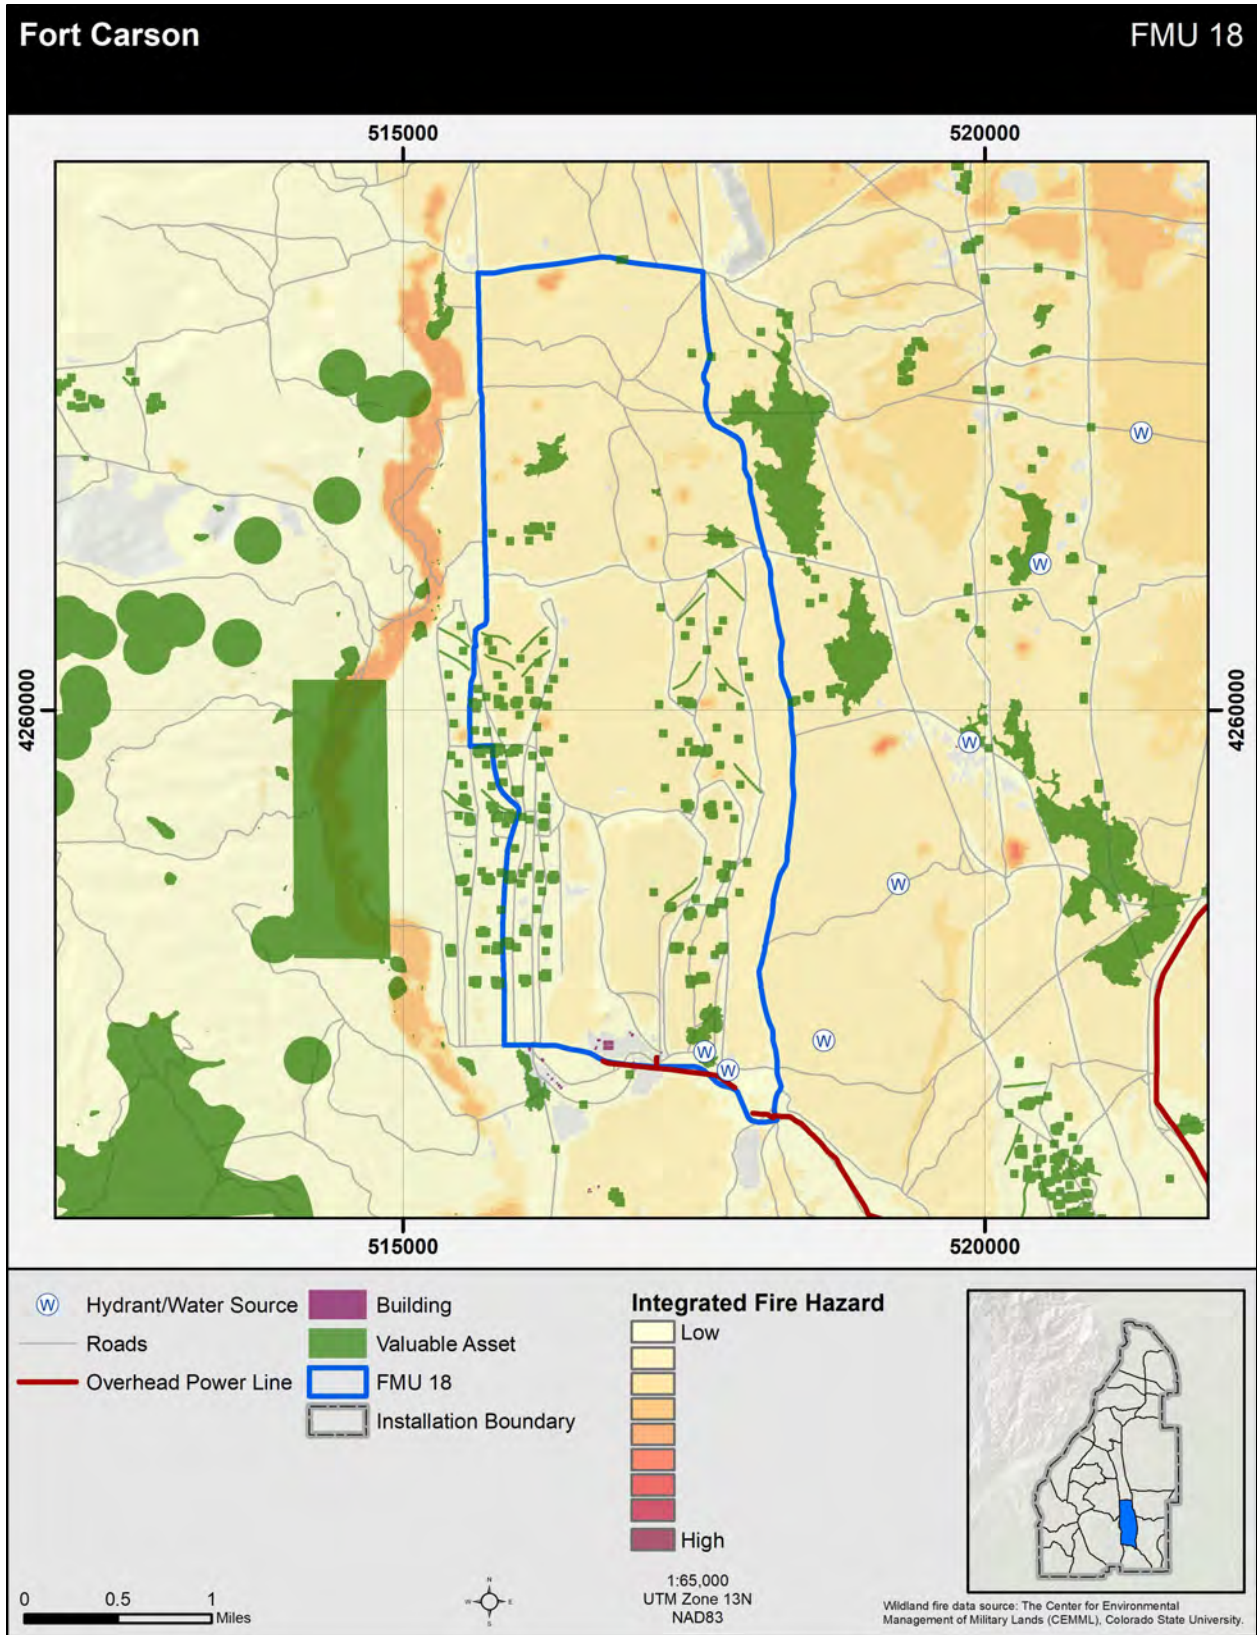 Fort Carson
FMU 18
515000
520000
4260000
4260000
W
W
W
W
W
W
W
515000
520000
W Hydrant/Water Source
Roads
Overhead Power Line
Building
Valuable Asset
FMU 18
Installation Boundary
Integrated Fire Hazard
Low
High
0 0.5 1
Miles
N
W E
S
1:65,000
UTM Zone 13N
NAD83
Wildland fire data source: The Center for Environmental
Management of Military Lands (CEMML), Colorado State University.